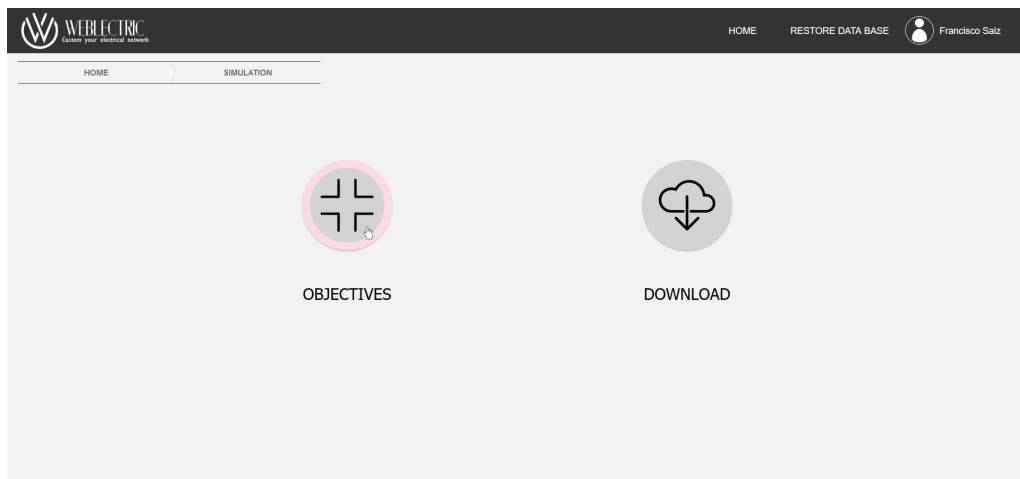 WEBLECTRIC
Custom your electrical network
HOME RESTORE DATA BASE Francisco Saiz
HOME SIMULATION
OBJECTIVES DOWNLOAD